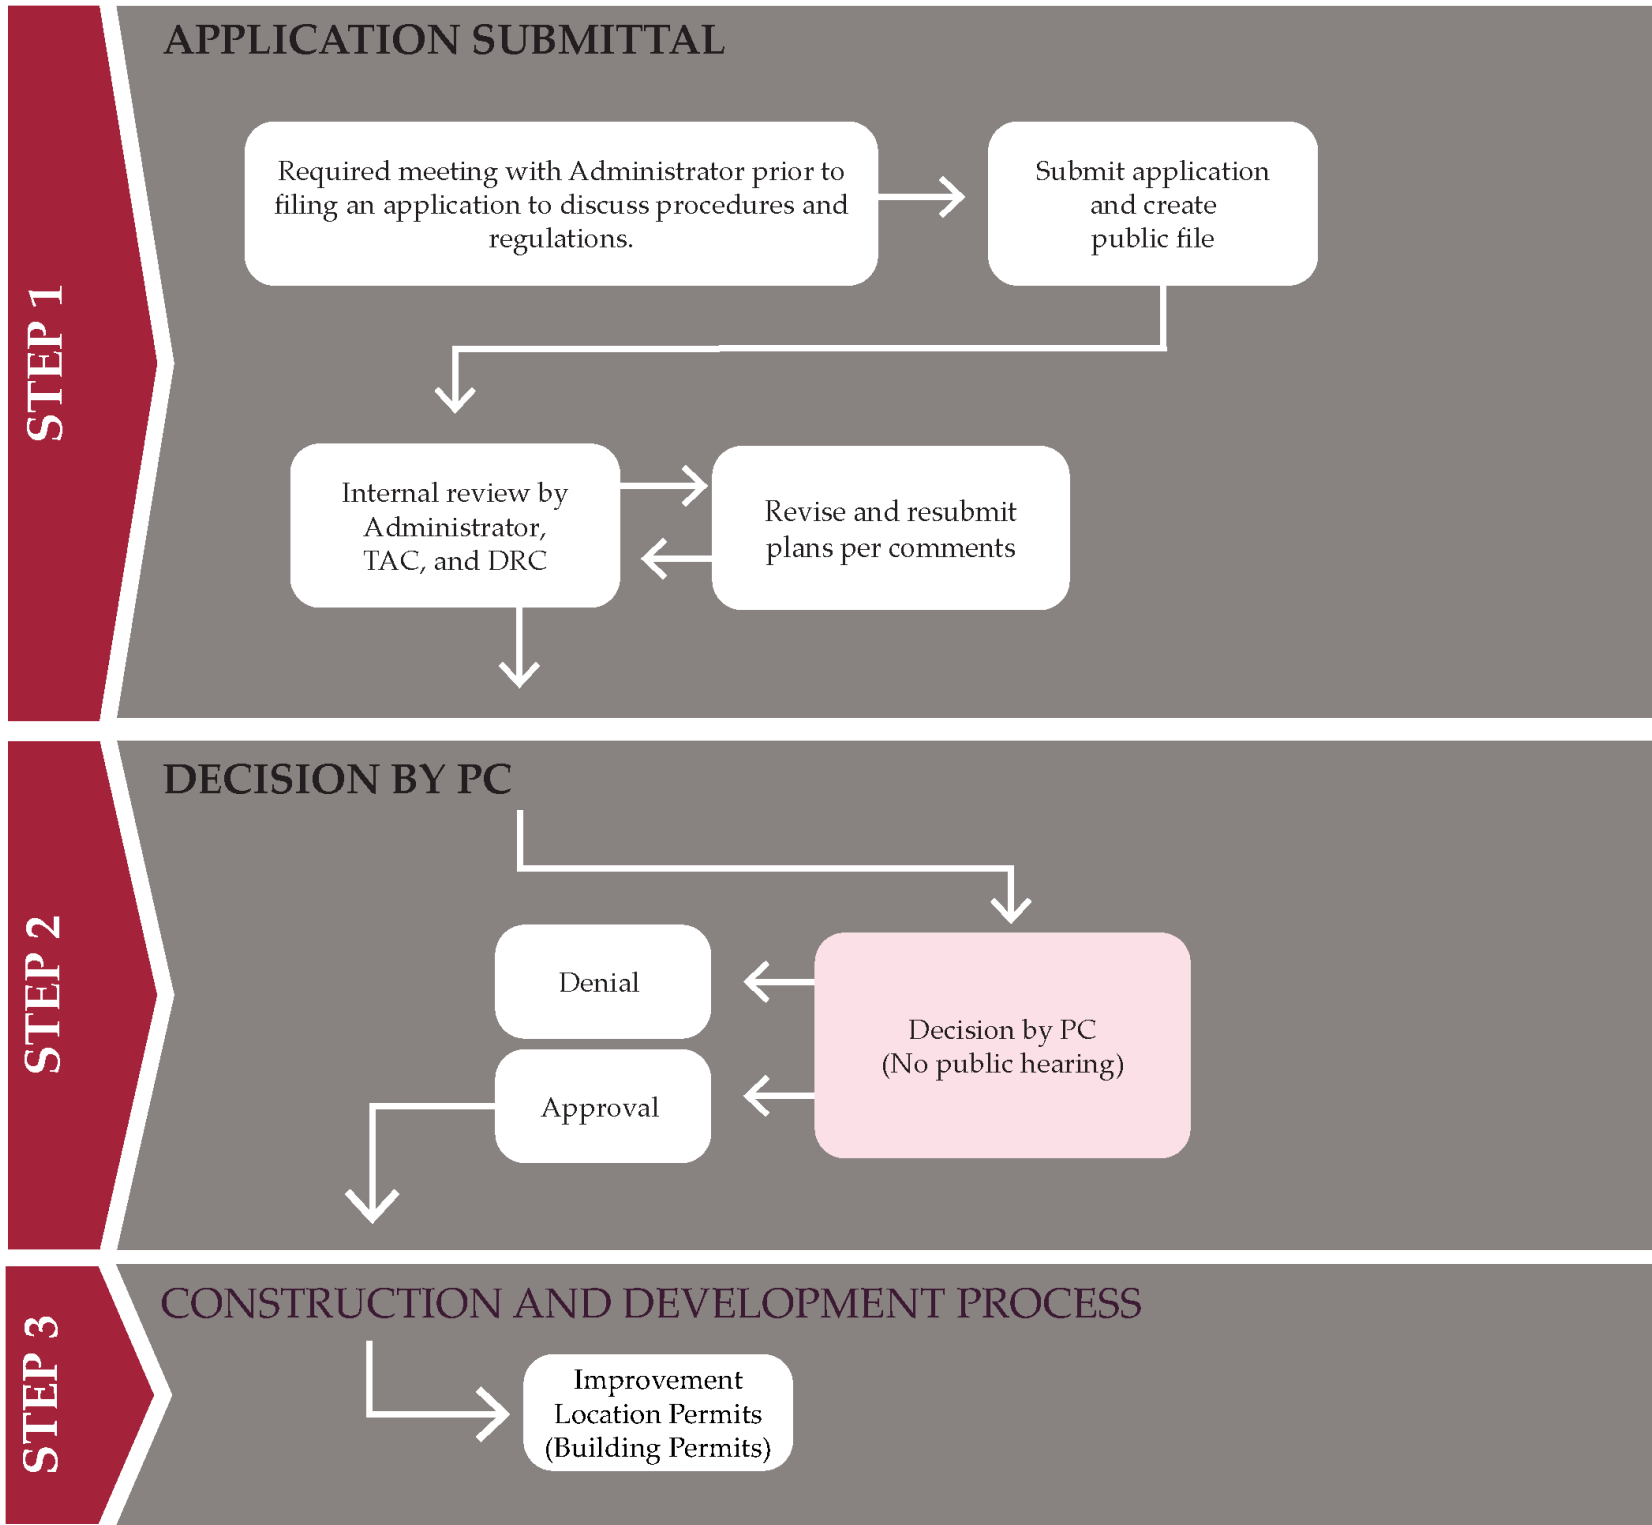 STEP 1
APPLICATION SUBMITTAL
Required meeting with Administrator prior to
filing an application to discuss procedures and
regulations.
Submit application
and create
public file
Internal review by
Administrator,
TAC, and DRC
Revise and resubmit
plans per comments
STEP 2
DECISION BY PC
Denial
Approval
Decision by PC
(No public hearing)
STEP 3
CONSTRUCTION AND DEVELOPMENT PROCESS
Improvement
Location Permits
(Building Permits)